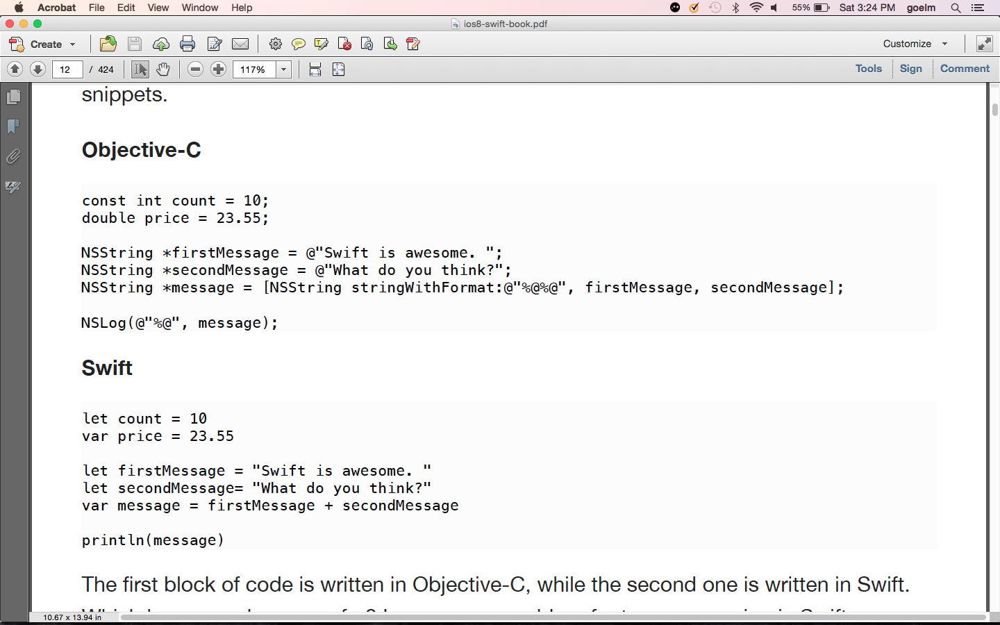 Acrobat File Edit View Window Help 55% Sat 3:24 PM goelm
ios8-swift-book.pdf
Create Customize
12 / 424 117% Tools Sign Comment
snippets.
Objective-C
const int count = 10;
double price = 23.55;
NSString *firstMessage = @"Swift is awesome. ";
NSString *secondMessage = @"What do you think?";
NSString *message = [NSString stringWithFormat:@"%@%@", firstMessage, secondMessage];
NSLog(@"%@", message);
Swift
let count = 10
var price = 23.55
let firstMessage = "Swift is awesome. "
let secondMessage= "What do you think?"
var message = firstMessage + secondMessage
println(message)
The first block of code is written in Objective-C, while the second one is written in Swift.
10.67 x 13.94 in